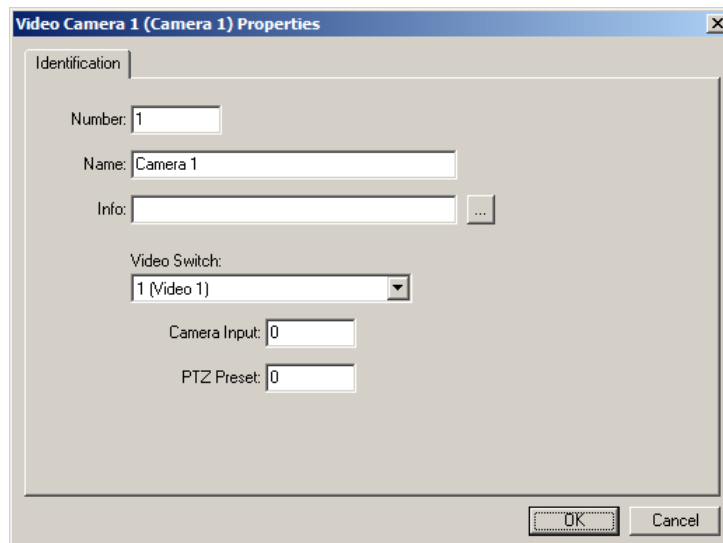 Video Camera 1 (Camera 1) Properties
Identification
Number: 1
Name: Camera 1
Info: ...
Video Switch:
1 (Video 1)
Camera Input: 0
PTZ Preset: 0
OK Cancel